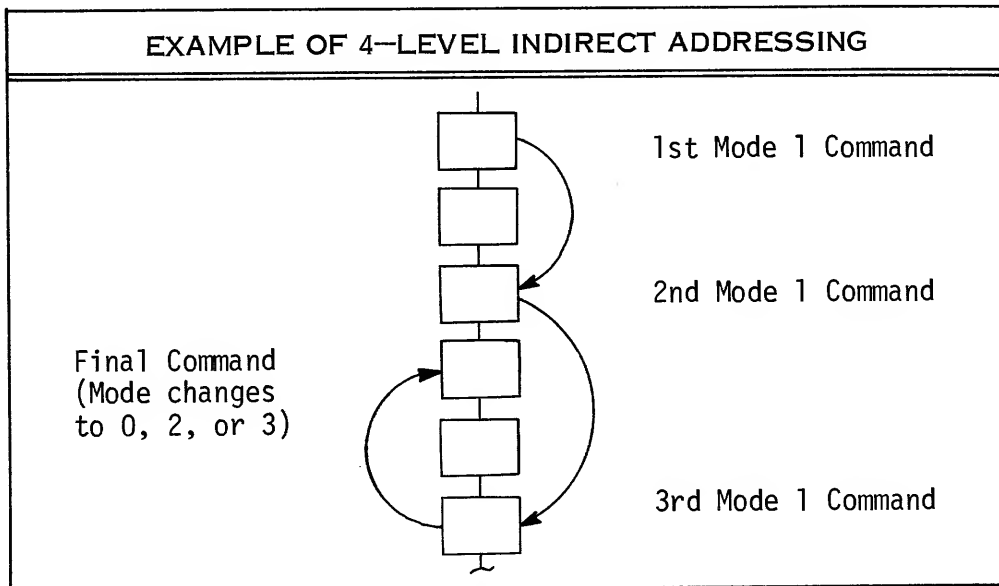 EXAMPLE OF 4—LEVEL INDIRECT ADDRESSING
1st Mode 1 Command
2nd Mode 1 Command
Final Command
(Mode changes
to 0, 2, or 3)
3rd Mode 1 Command